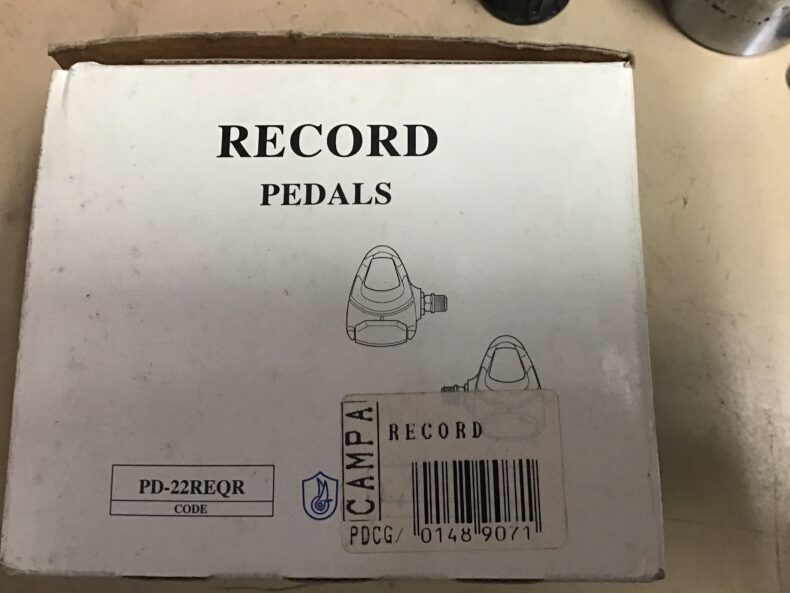 RECORD
PEDALS
PD-22REQR
CODE
CAMPA
RECORD
PDCG/ 0148 9071